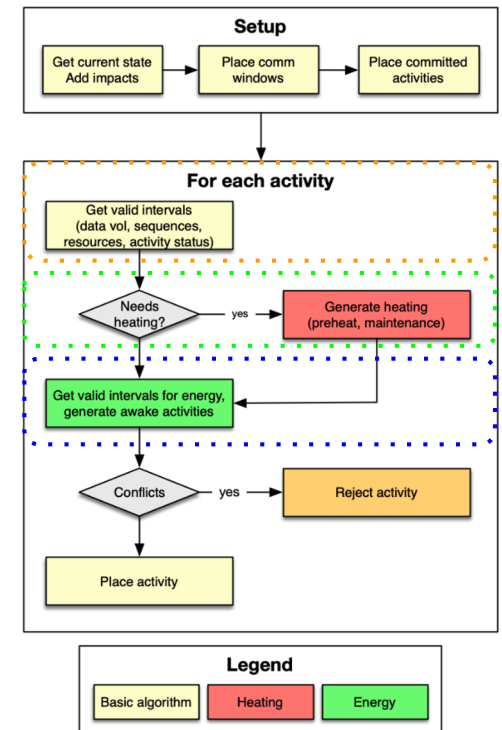 Setup
Get current state
Add impacts
Place comm
windows
Place committed
activities
For each activity
Get valid intervals
(data vol, sequences,
resources, activity status)
Needs
heating?
yes
Generate heating
(preheat, maintenance)
Get valid intervals for energy,
generate awake activities
Conflicts
yes
Reject activity
Place activity
Legend
Basic algorithm
Heating
Energy